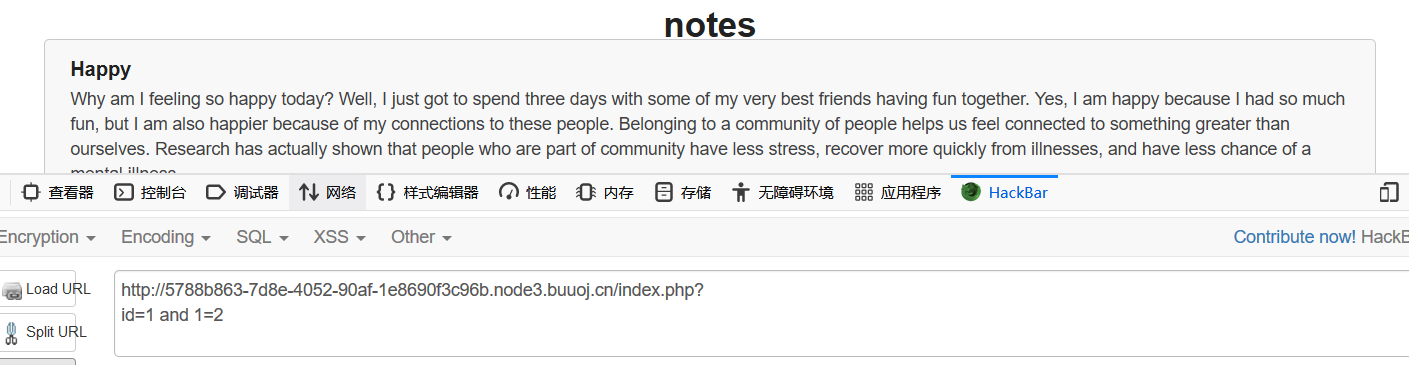 notes
Happy
Why am I feeling so happy today? Well, I just got to spend three days with some of my very best friends having fun together. Yes, I am happy because I had so much
fun, but I am also happier because of my connections to these people. Belonging to a community of people helps us feel connected to something greater than
ourselves. Research has actually shown that people who are part of community have less stress, recover more quickly from illnesses, and have less chance of a
mental illness.
查看器 控制台 调试器 网络 样式编辑器 性能 内存 存储 无障碍环境 应用程序 HackBar
Encryption Encoding SQL XSS Other Contribute now! HackB
Load URL
http://5788b863-7d8e-4052-90af-1e8690f3c96b.node3.buuoj.cn/index.php?
id=1 and 1=2
Split URL